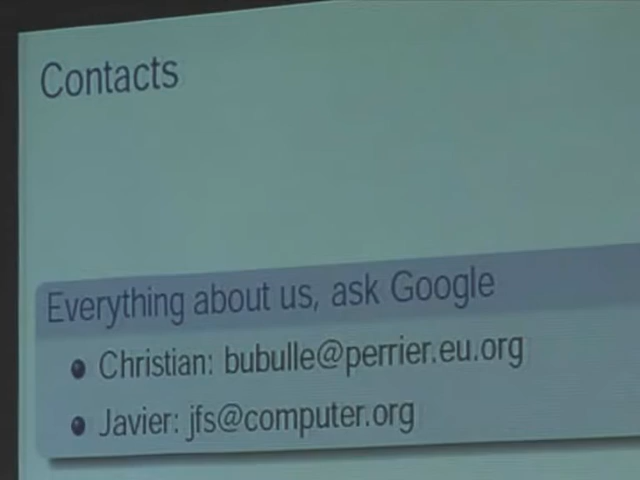 Contacts
Everything about us, ask Google
Christian: bubulle@perrier.eu.org
Javier: jfs@computer.org